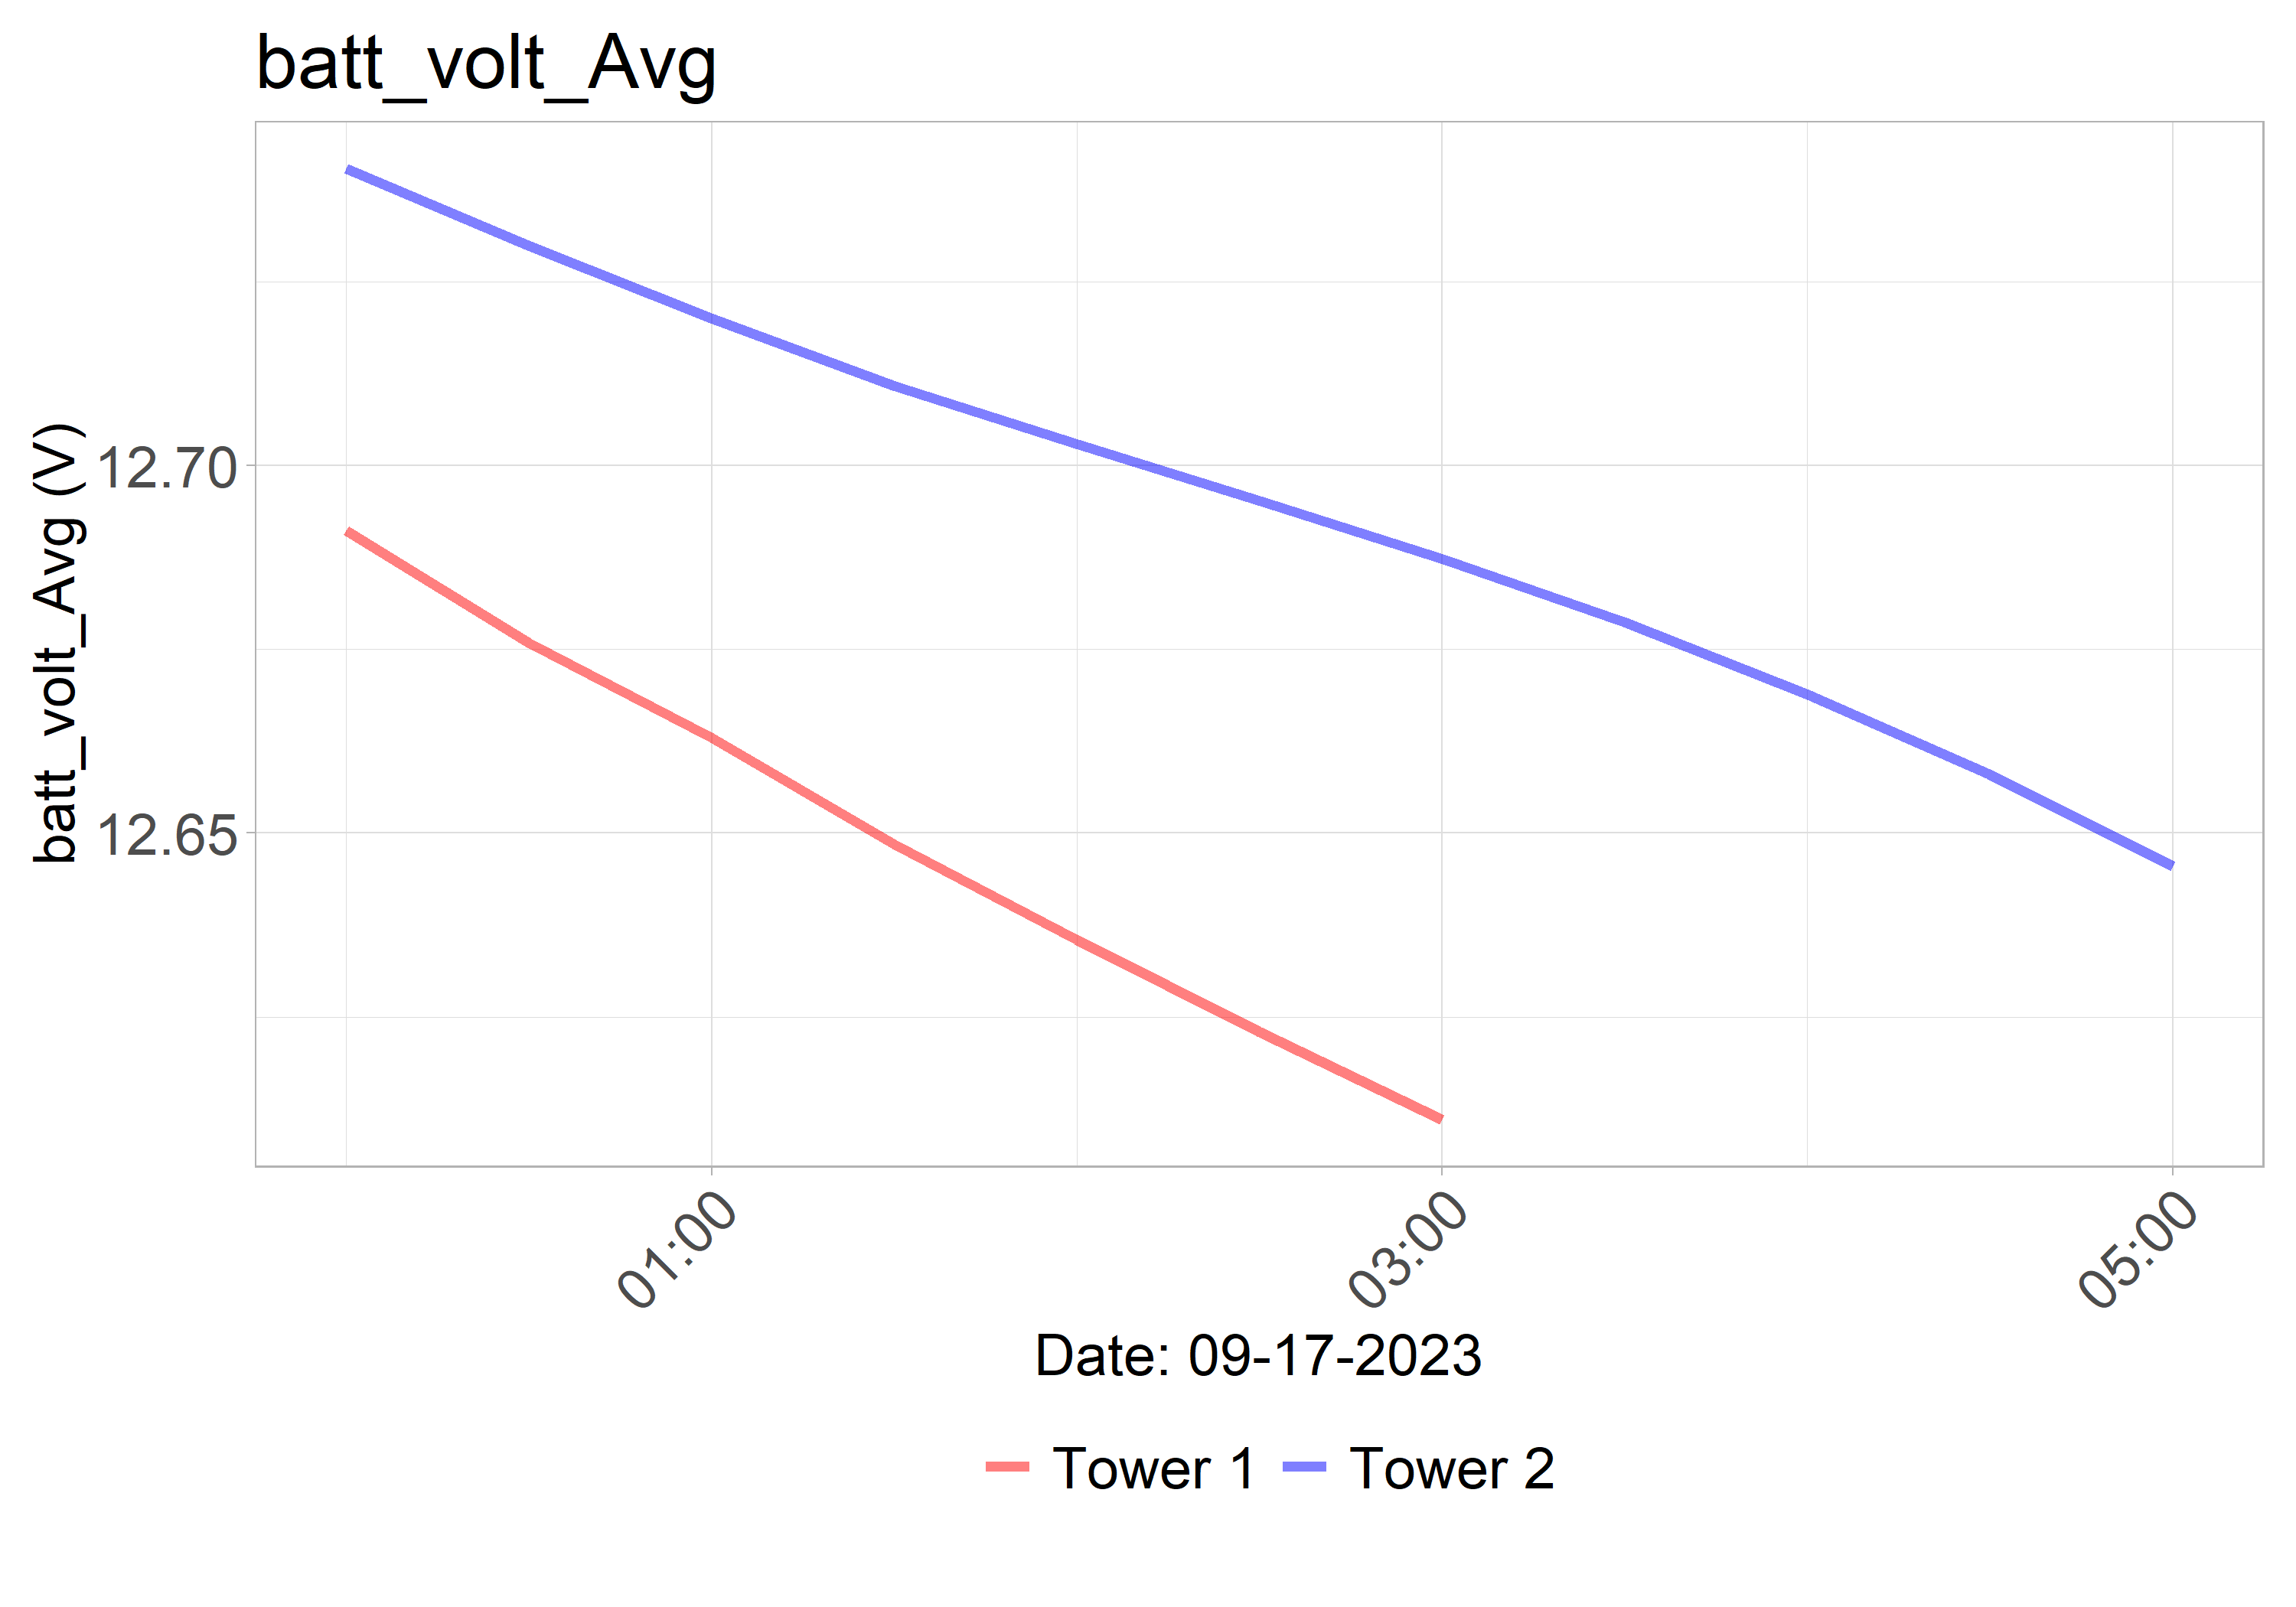 batt_volt_Avg
batt_volt_Avg (V)
12.70
12.65
01:00
03:00
05:00
Date: 09-17-2023
Tower 1
Tower 2